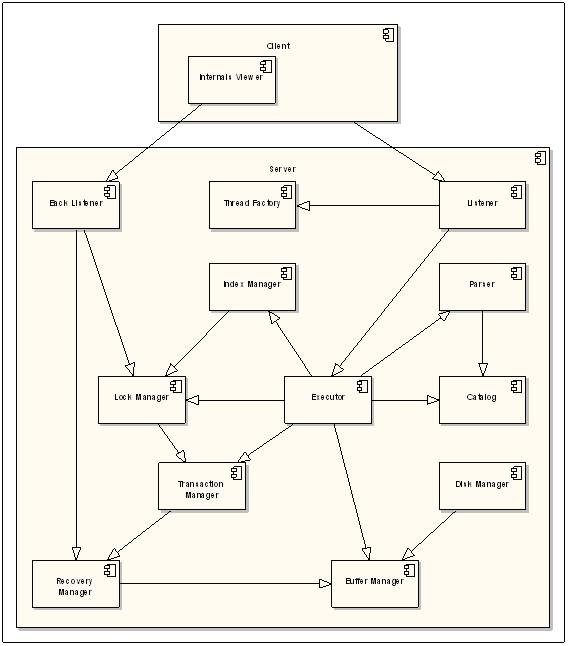 Client
Internals Viewer
Server
Back Listener
Thread Factory
Listener
Index Manager
Parser
Lock Manager
Executor
Catalog
Transaction
Manager
Disk Manager
Recovery
Manager
Buffer Manager